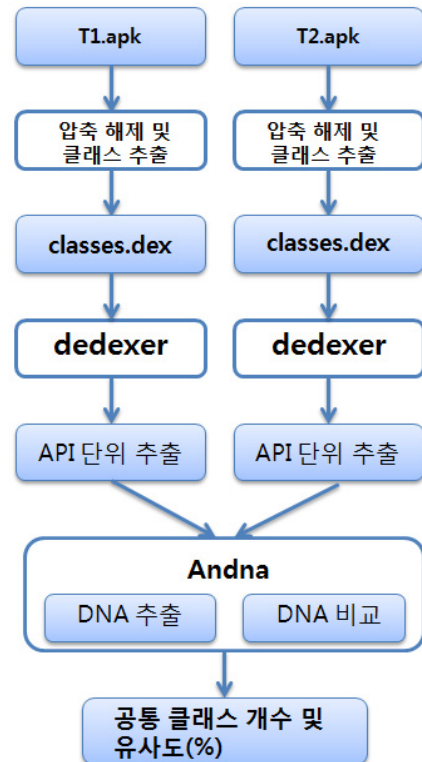 T1.apk
T2.apk
압축 해제 및
클래스 추출
압축 해제 및
클래스 추출
classes.dex
classes.dex
dedexer
dedexer
API 단위 추출
API 단위 추출
Andna
DNA 추출
DNA 비교
공통 클래스 개수 및
유사도(%)